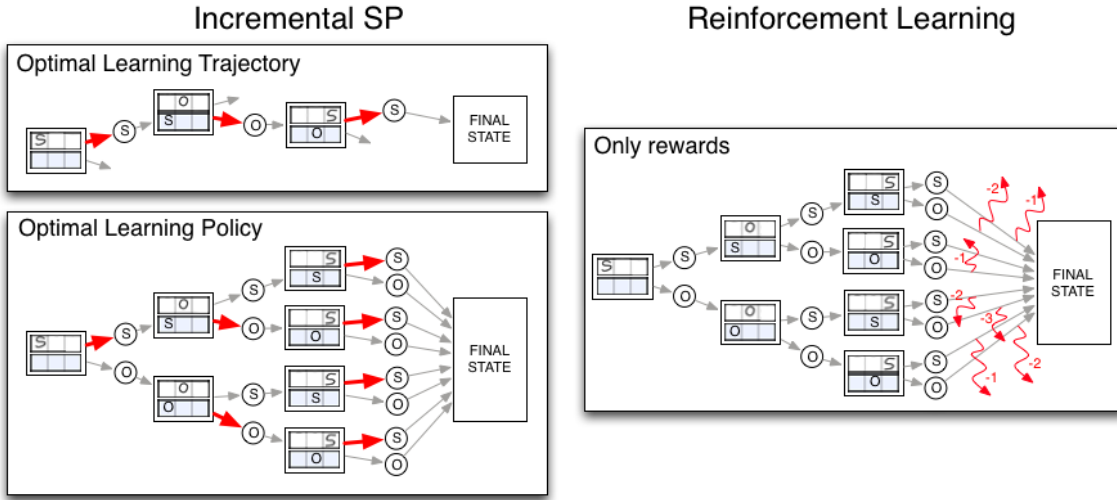 Incremental SP
Optimal Learning Trajectory
S
S
O
S
O
S
O
S
FINAL
STATE
Optimal Learning Policy
S
S
O
O
S
O
O
S
O
S
O
S
S
S
O
S
O
S
S
S
S
O
S
O
S
O
S
O
S
O
FINAL
STATE
Reinforcement Learning
Only rewards
S
S
O
O
S
O
O
S
O
S
O
S
S
S
O
S
S
S
O
S
O
S
O
S
O
S
O
-2
-1
-1
-2
-3
-2
-1
FINAL
STATE